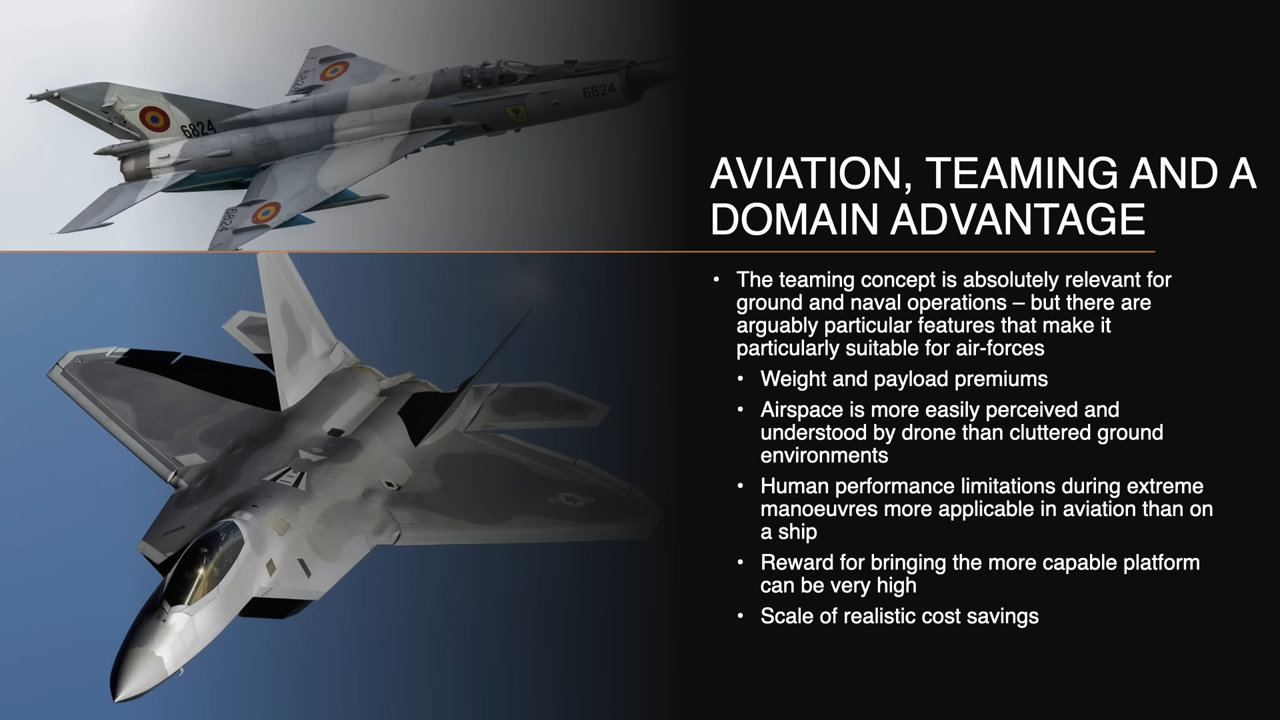 6824
6824
6824
6824
AVIATION, TEAMING AND A
DOMAIN ADVANTAGE
• The teaming concept is absolutely relevant for
ground and naval operations – but there are
arguably particular features that make it
particularly suitable for air-forces
• Weight and payload premiums
• Airspace is more easily perceived and
understood by drone than cluttered ground
environments
• Human performance limitations during extreme
manoeuvres more applicable in aviation than on
a ship
• Reward for bringing the more capable platform
can be very high
• Scale of realistic cost savings